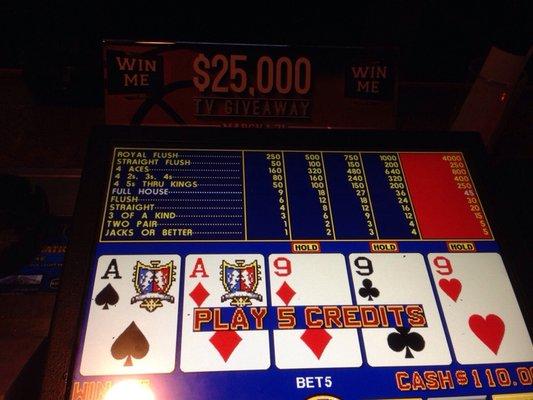 WIN ME
$25,000
TV GIVEAWAY
WIN ME
ROYAL FLUSH 250 500 750 1000 4000
STRAIGHT FLUSH 50 100 150 200 250
4 ACES 160 320 480 640 800
4 2s, 3s, 4s 80 160 240 320 400
4 5s THRU KINGS 50 100 150 200 250
FULL HOUSE 9 18 27 36 45
FLUSH 6 12 18 24 30
STRAIGHT 4 8 12 16 20
3 OF A KIND 3 6 9 12 15
TWO PAIR 1 2 3 4 5
JACKS OR BETTER 1 2 3 4 5
HOLD HOLD HOLD
A A 9 9 9
PLAY 5 CREDITS
WIN
BET5
CASH $110.0